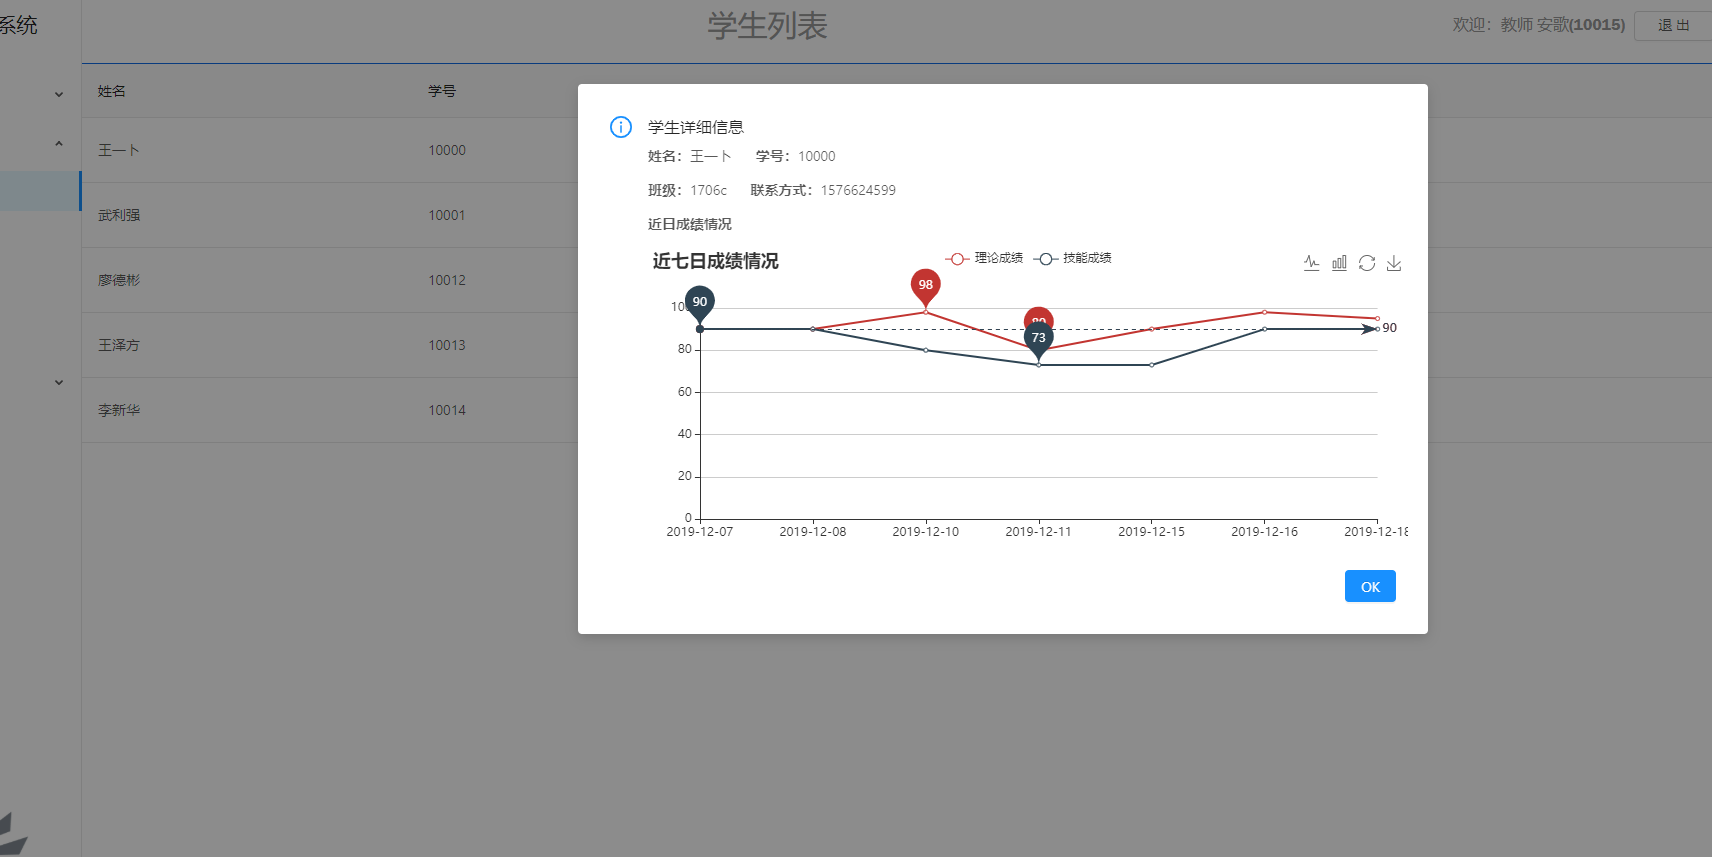 系统
学生列表
欢迎：教师 安歌(10015)
退 出
姓名 学号
王一卜 10000
武利强 10001
廖德彬 10012
王泽方 10013
李新华 10014
学生详细信息
姓名：王一卜 学号：10000
班级：1706c 联系方式：1576624599
近日成绩情况
近七日成绩情况
理论成绩 技能成绩
98
90
80
73
90
10
80
60
40
20
0
2019-12-07 2019-12-08 2019-12-10 2019-12-11 2019-12-15 2019-12-16 2019-12-18
OK